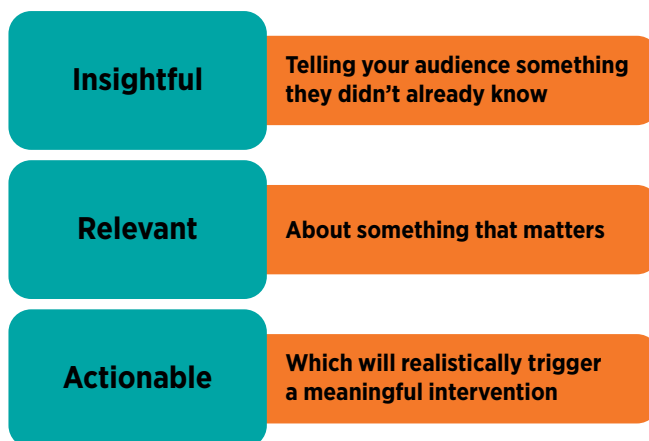 Insightful
Telling your audience something
they didn’t already know
Relevant
About something that matters
Actionable
Which will realistically trigger
a meaningful intervention